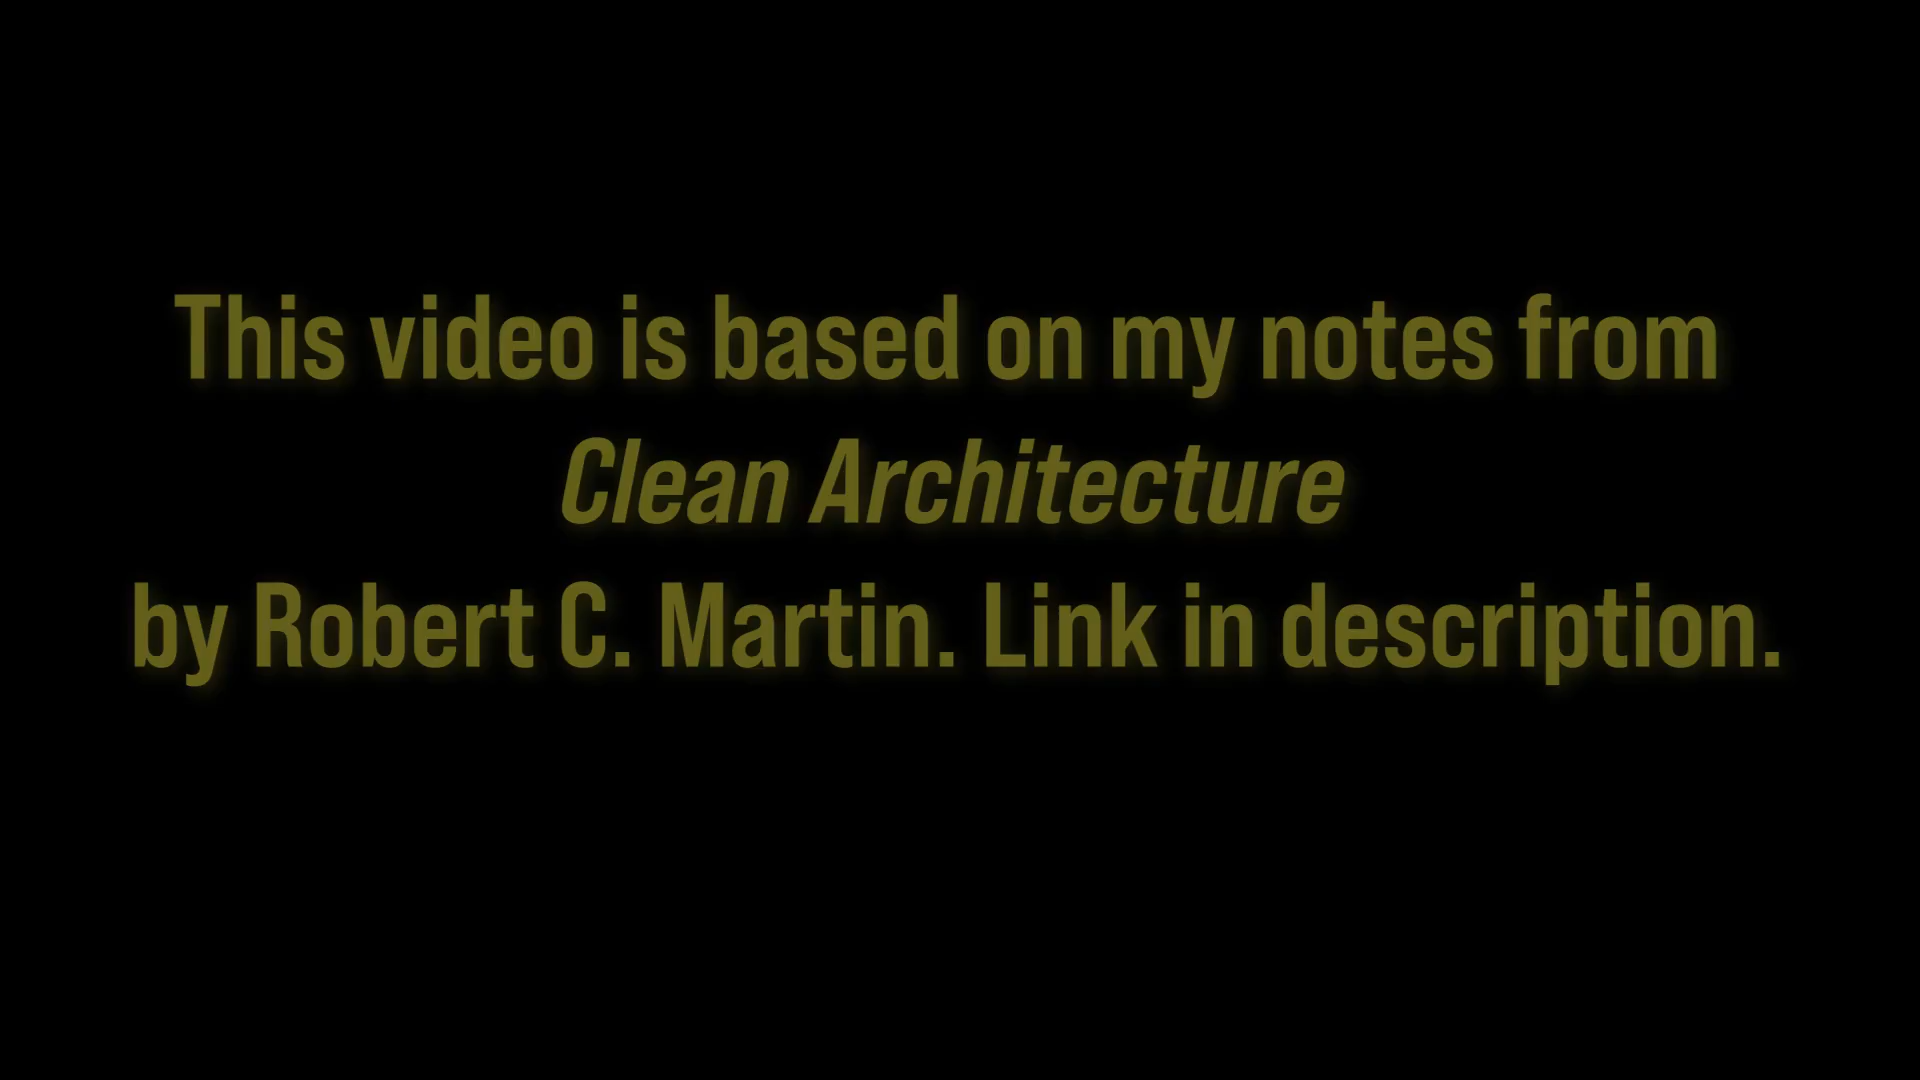 This video is based on my notes from
Clean Architecture
by Robert C. Martin. Link in description.